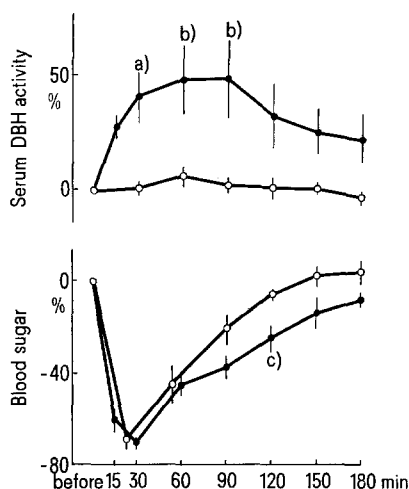 Serum DBH activity
%
50
0
a)
b)
b)
Blood sugar
%
0
-40
-80
c)
before 15 30 60 90 120 150 180 min